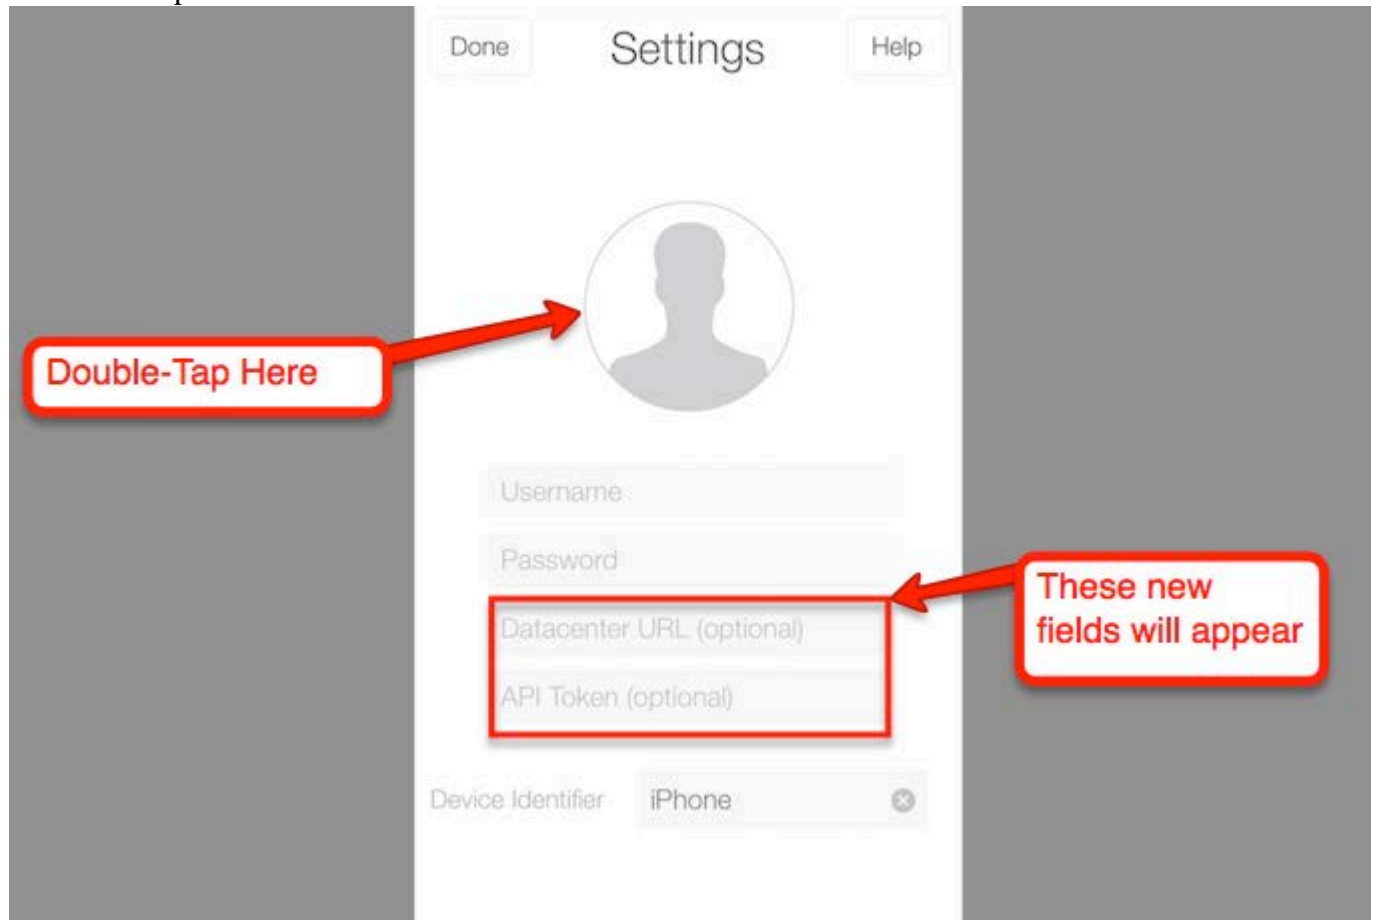 Done Settings Help
Double-Tap Here
Username
Password
These new
fields will appear
Datacenter URL (optional)
API Token (optional)
Device Identifier iPhone